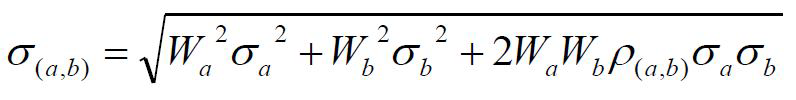 σ(a,b) = √(Wa²σa² + Wb²σb² + 2WaWbρ(a,b)σaσb)